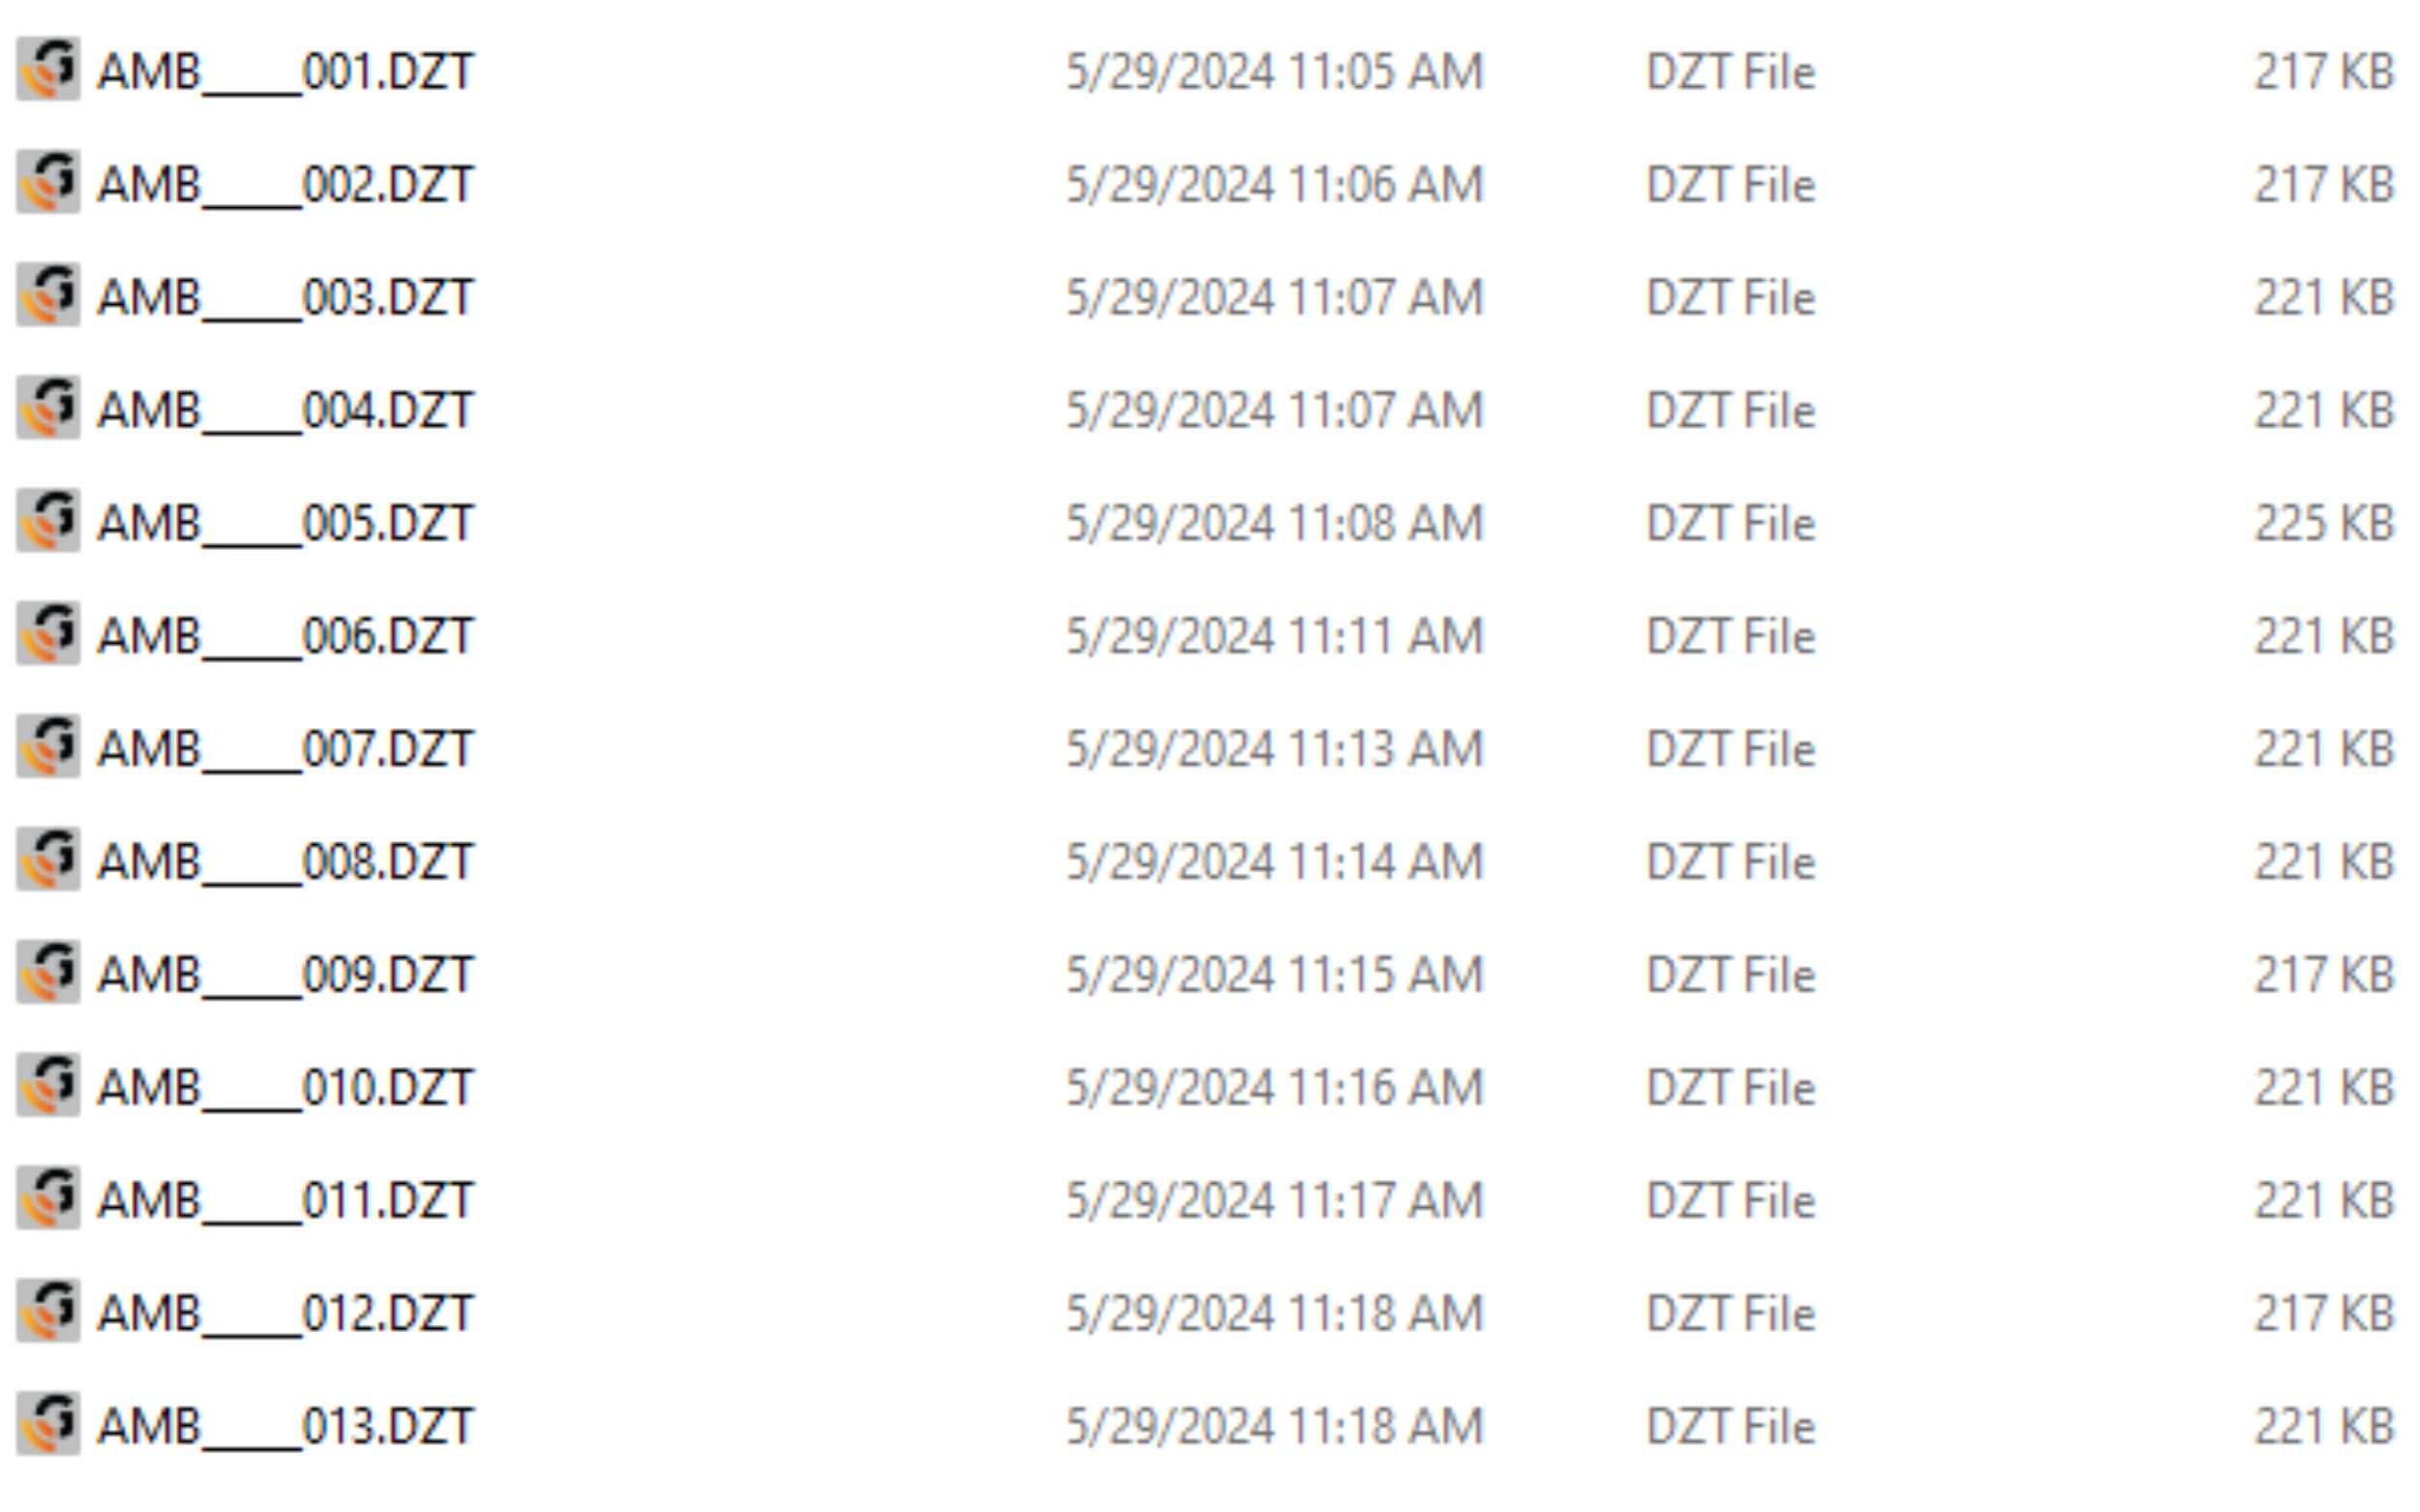 AMB____001.DZT 5/29/2024 11:05 AM DZT File 217 KB
AMB____002.DZT 5/29/2024 11:06 AM DZT File 217 KB
AMB____003.DZT 5/29/2024 11:07 AM DZT File 221 KB
AMB____004.DZT 5/29/2024 11:07 AM DZT File 221 KB
AMB____005.DZT 5/29/2024 11:08 AM DZT File 225 KB
AMB____006.DZT 5/29/2024 11:11 AM DZT File 221 KB
AMB____007.DZT 5/29/2024 11:13 AM DZT File 221 KB
AMB____008.DZT 5/29/2024 11:14 AM DZT File 221 KB
AMB____009.DZT 5/29/2024 11:15 AM DZT File 217 KB
AMB____010.DZT 5/29/2024 11:16 AM DZT File 221 KB
AMB____011.DZT 5/29/2024 11:17 AM DZT File 221 KB
AMB____012.DZT 5/29/2024 11:18 AM DZT File 217 KB
AMB____013.DZT 5/29/2024 11:18 AM DZT File 221 KB